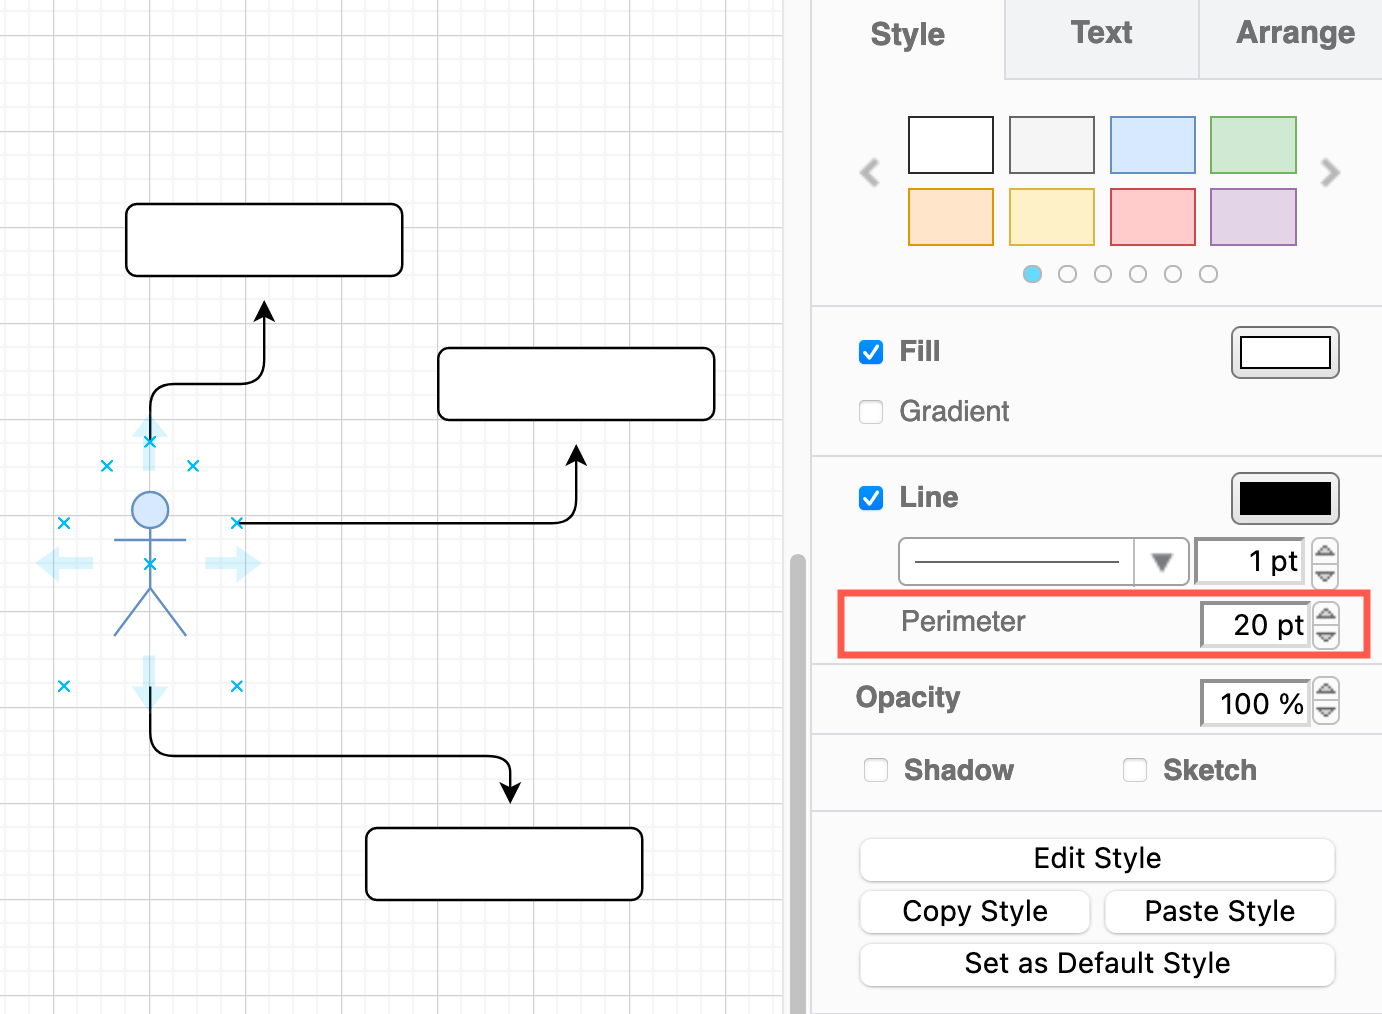 Style Text Arrange
Fill
Gradient
Line
1 pt
Perimeter 20 pt
Opacity 100 %
Shadow Sketch
Edit Style
Copy Style Paste Style
Set as Default Style